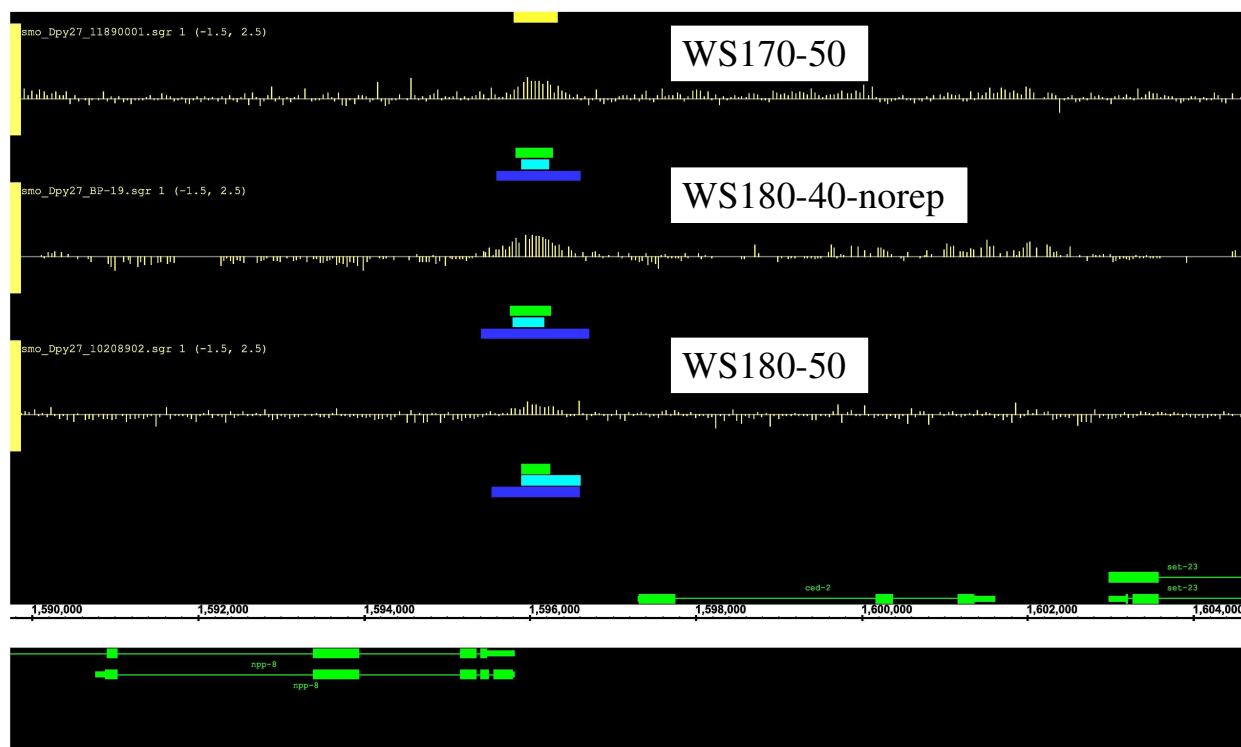 smo_Dpy27_11890001.sgr 1 (-1.5, 2.5)
WS170-50
smo_Dpy27_BP-19.sgr 1 (-1.5, 2.5)
WS180-40-norep
smo_Dpy27_10208902.sgr 1 (-1.5, 2.5)
WS180-50
set-23
ced-2 set-23
1,590,000 1,592,000 1,594,000 1,596,000 1,598,000 1,600,000 1,602,000 1,604,000
npp-8
npp-8